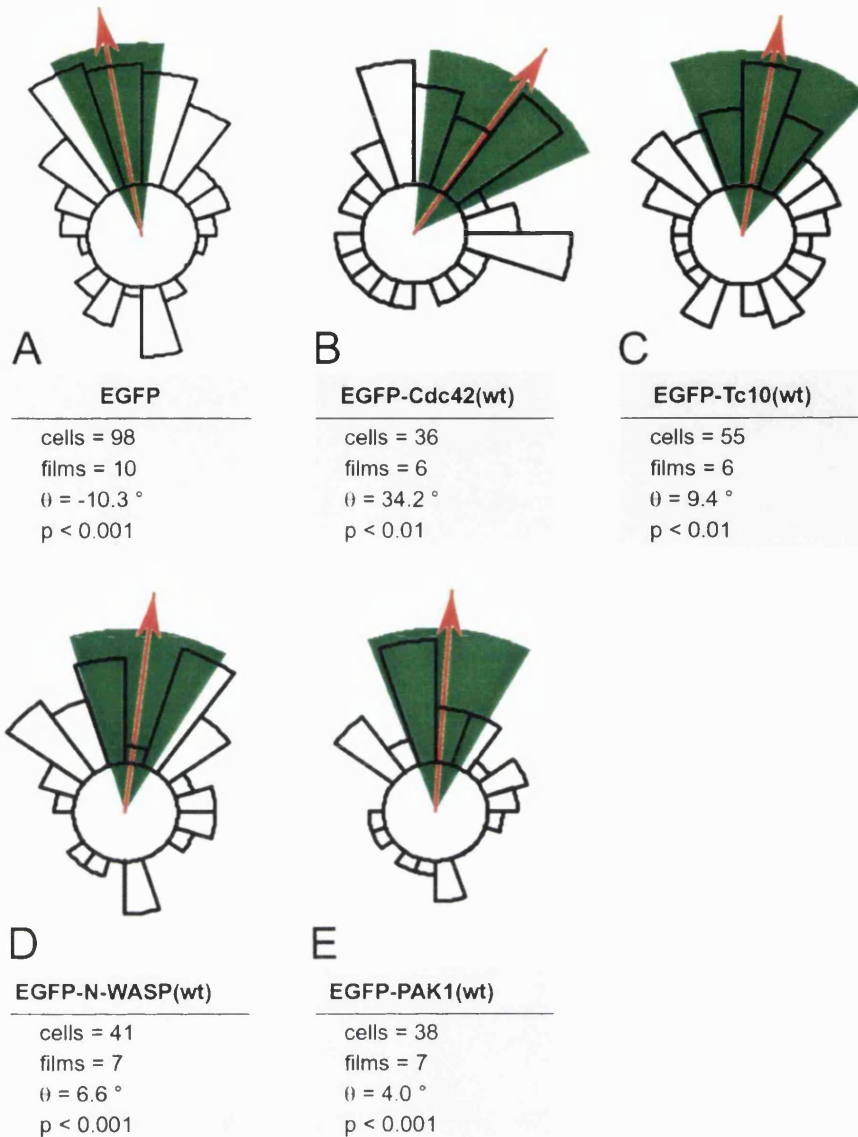 A
B
C
EGFP
cells = 98
films = 10
θ = -10.3 °
p < 0.001
EGFP-Cdc42(wt)
cells = 36
films = 6
θ = 34.2 °
p < 0.01
EGFP-Tc10(wt)
cells = 55
films = 6
θ = 9.4 °
p < 0.01
D
E
EGFP-N-WASP(wt)
cells = 41
films = 7
θ = 6.6 °
p < 0.001
EGFP-PAK1(wt)
cells = 38
films = 7
θ = 4.0 °
p < 0.001